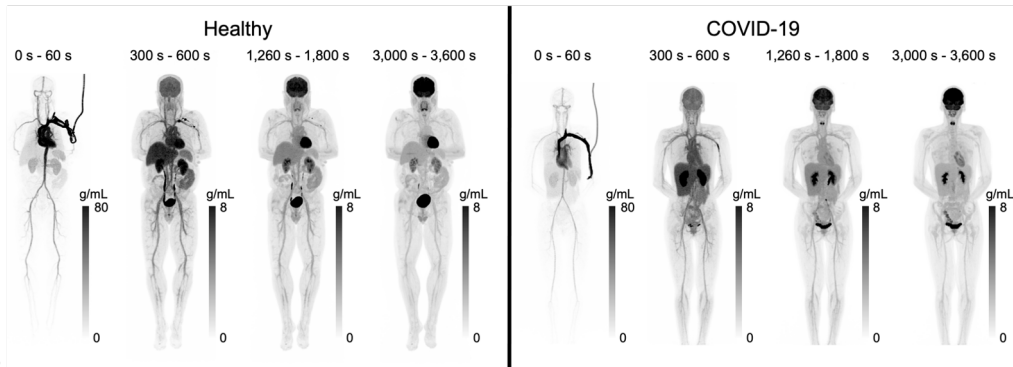 Healthy
0 s - 60 s 300 s - 600 s 1,260 s - 1,800 s 3,000 s - 3,600 s
g/mL g/mL g/mL g/mL
80 8 8 8
0 0 0 0
COVID-19
0 s - 60 s 300 s - 600 s 1,260 s - 1,800 s 3,000 s - 3,600 s
g/mL g/mL g/mL g/mL
80 8 8 8
0 0 0 0